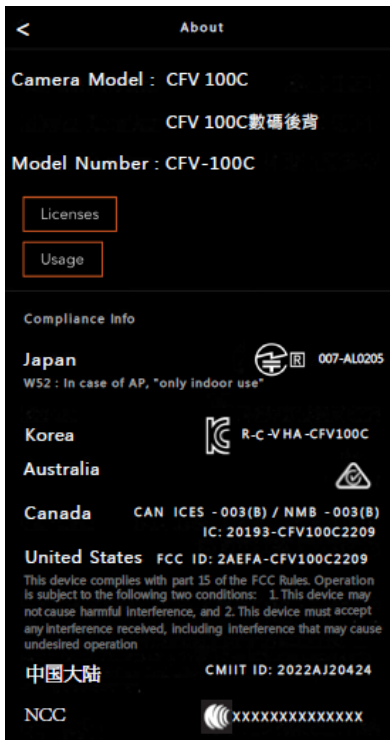 <
About
Camera Model : CFV 100C
CFV 100C數碼後背
Model Number : CFV-100C
Licenses
Usage
Compliance Info
Japan R 007-AL0205
W52 : In case of AP, "only indoor use"
Korea R-C-VHA-CFV100C
Australia
Canada CAN ICES -003(B) / NMB -003(B)
IC: 20193-CFV100C2209
United States FCC ID: 2AEFA-CFV100C2209
This device complies with part 15 of the FCC Rules. Operation
is subject to the following two conditions: 1. This device may
not cause harmful interference, and 2. This device must accept
any interference received, including interference that may cause
undesired operation
中国大陆 CMIIT ID: 2022AJ20424
NCC xxxxxxxxxxxxxx